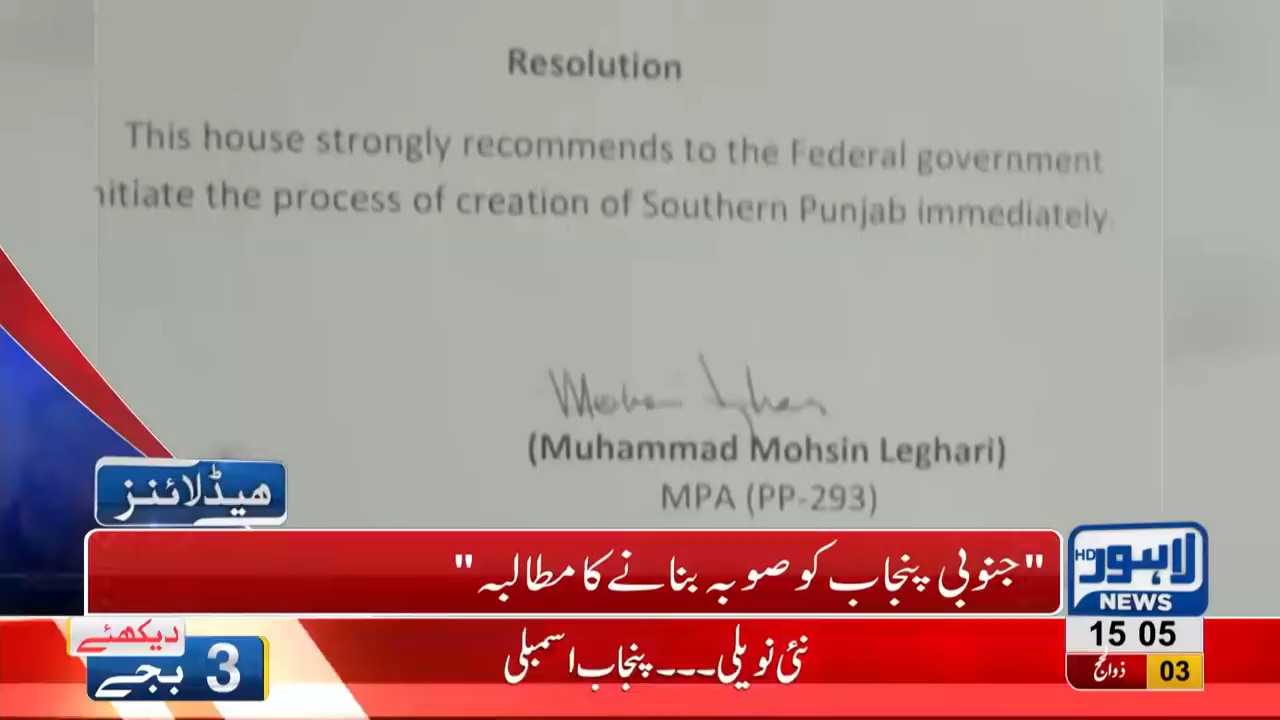 Resolution
This house strongly recommends to the Federal government
nitiate the process of creation of Southern Punjab immediately.
(Muhammad Mohsin Leghari)
MPA (PP-293)
ہیڈلائنز
"جنوبی پنجاب کو صوبہ بنانے کا مطالبہ"
HD لاہور
NEWS
15 05
ذوالحج 03
دیکھئے
3 بجے
نئی نویلی۔۔۔پنجاب اسمبلی